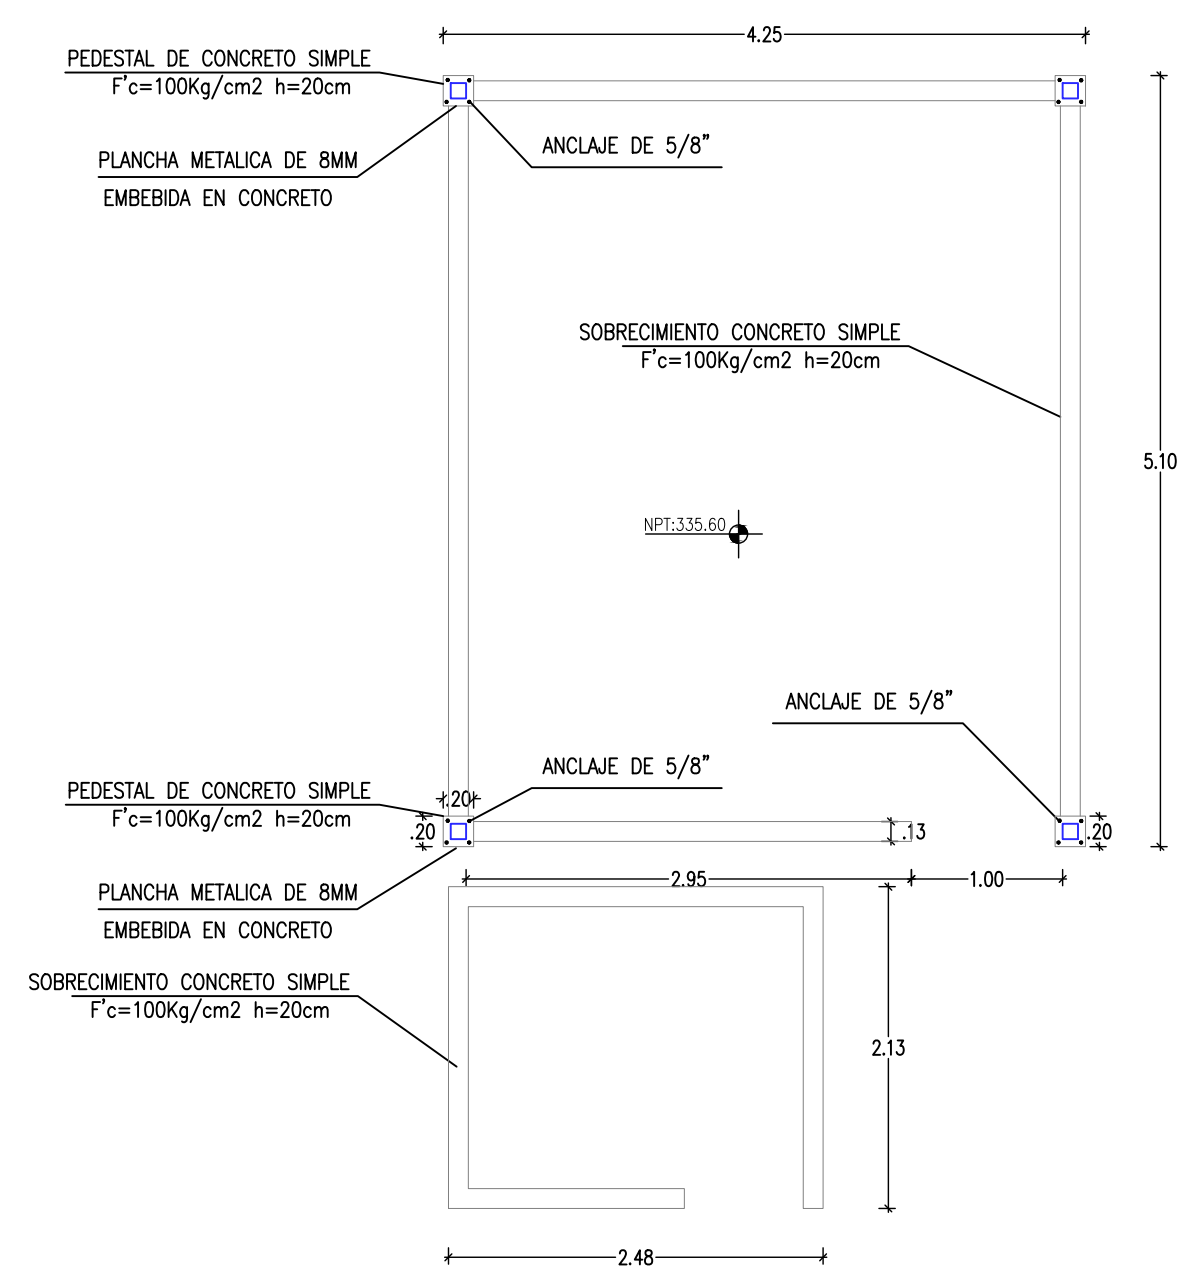 4.25
PEDESTAL DE CONCRETO SIMPLE
F'c=100Kg/cm2 h=20cm
ANCLAJE DE 5/8"
PLANCHA METALICA DE 8MM
EMBEBIDA EN CONCRETO
SOBRECIMIENTO CONCRETO SIMPLE
F'c=100Kg/cm2 h=20cm
5.10
NPT:335.60
ANCLAJE DE 5/8"
ANCLAJE DE 5/8"
PEDESTAL DE CONCRETO SIMPLE
.20
F'c=100Kg/cm2 h=20cm
.20
.13
.20
2.95
1.00
PLANCHA METALICA DE 8MM
EMBEBIDA EN CONCRETO
SOBRECIMIENTO CONCRETO SIMPLE
F'c=100Kg/cm2 h=20cm
2.13
2.48